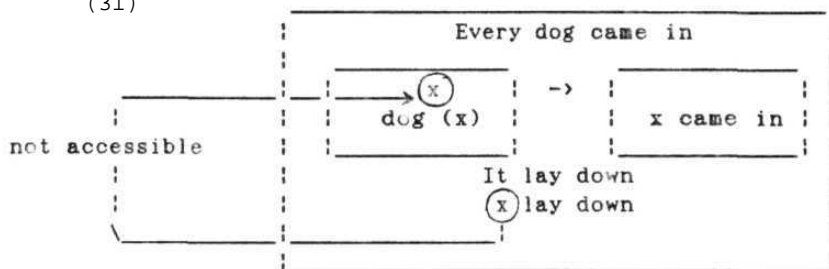 (31)
Every dog came in
x ->
dog (x) x came in
not accessible
It lay down
x lay down